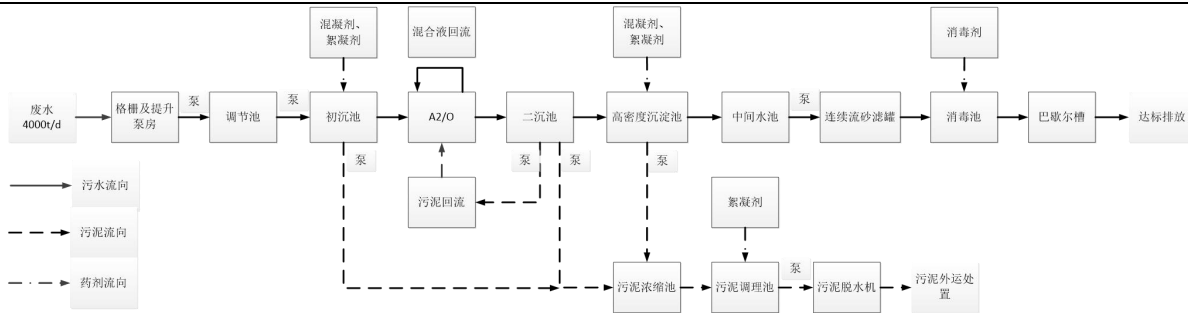 混凝剂、
絮凝剂
混合液回流
混凝剂、
絮凝剂
消毒剂
废水
4000t/d
格栅及提升
泵房
泵
调节池
泵
初沉池
A2/O
二沉池
高密度沉淀池
中间水池
泵
连续流砂滤罐
消毒池
巴歇尔槽
达标排放
泵
泵
泵
泵
污水流向
污泥回流
絮凝剂
污泥流向
药剂流向
污泥浓缩池
污泥调理池
泵
污泥脱水机
污泥外运处
置